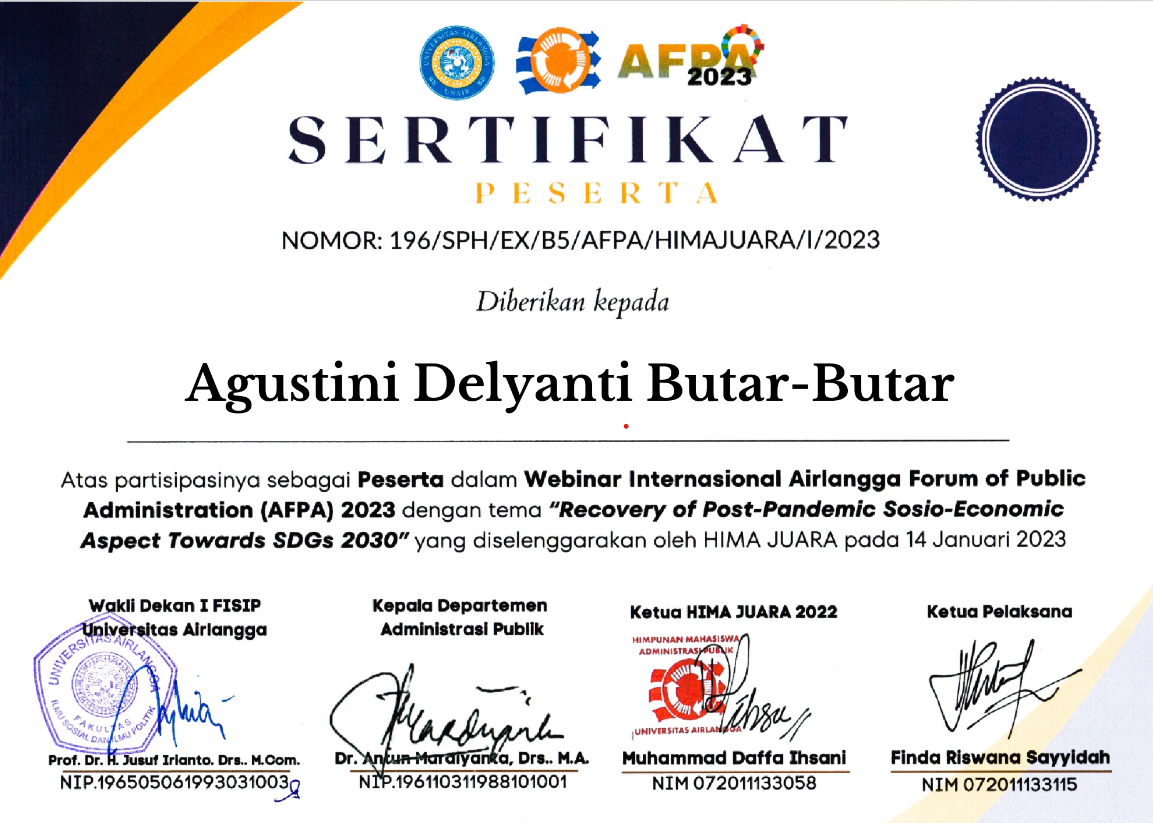 UNIVERSITAS AIRLANGGA
UNAIR
AFPA
2023
SERTIFIKAT
PESERTA
NOMOR: 196/SPH/EX/B5/AFPA/HIMAJUARA/I/2023
Diberikan kepada
Agustini Delyanti Butar-Butar
Atas partisipasinya sebagai Peserta dalam Webinar Internasional Airlangga Forum of Public
Administration (AFPA) 2023 dengan tema “Recovery of Post-Pandemic Sosio-Economic
Aspect Towards SDGs 2030” yang diselenggarakan oleh HIMA JUARA pada 14 Januari 2023
Wakli Dekan I FISIP
Universitas Airlangga
UNIVERSITAS AIRLANGGA
FAKULTAS
ILMU SOSIAL DAN ILMU POLITIK
Prof. Dr. H. Jusuf Irianto. Drs.. M.Com.
NIP.196505061993031003
Kepala Departemen
Administrasi Publik
Dr. Antun Mardiyanta, Drs.. M.A.
NIP.196110311988101001
Ketua HIMA JUARA 2022
HIMPUNAN MAHASISWA
ADMINISTRASI PUBLIK
UNIVERSITAS AIRLANGGA
Muhammad Daffa Ihsani
NIM 072011133058
Ketua Pelaksana
Finda Riswana Sayyidah
NIM 072011133115